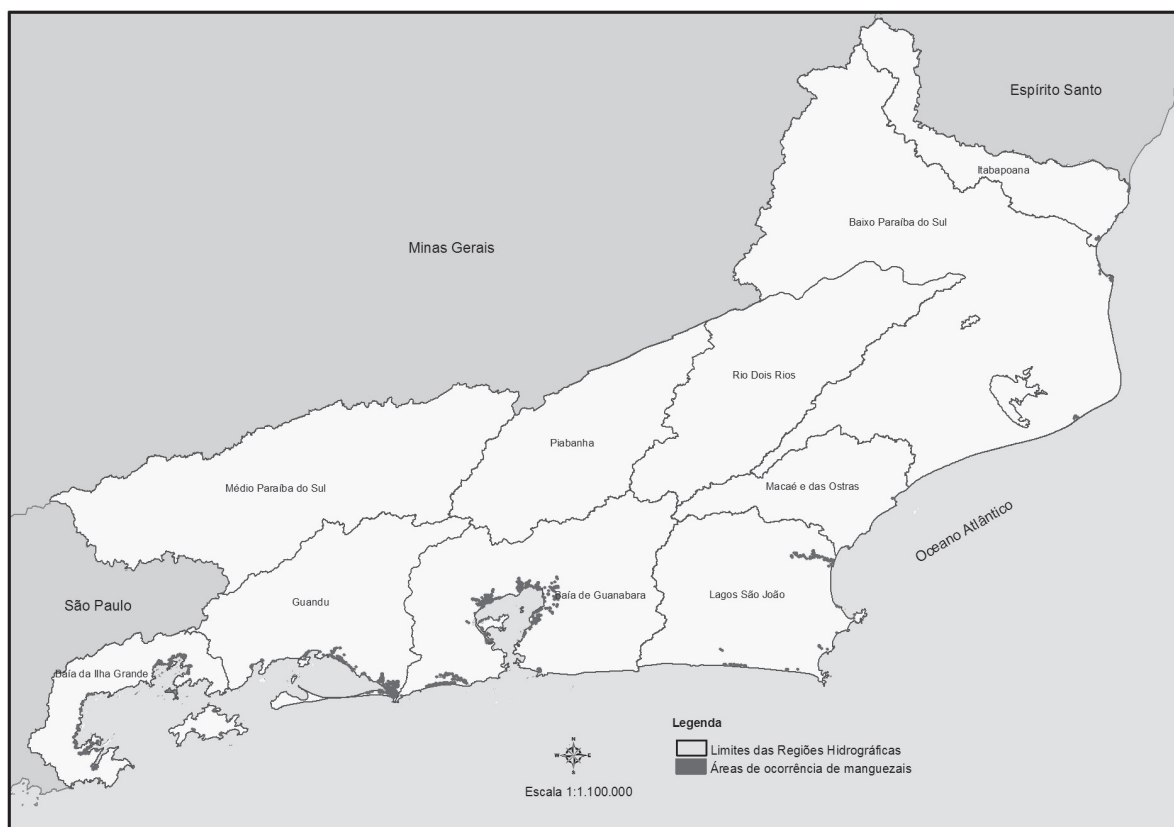 Espírito Santo
Itabapoana
Baixo Paraíba do Sul
Minas Gerais
Rio Dois Rios
Piabanha
Médio Paraíba do Sul
Macaé e das Ostras
Oceano Atlântico
São Paulo
Guandu
Baía de Guanabara
Lagos São João
Baía da Ilha Grande
Legenda
Limites das Regiões Hidrográficas
Áreas de ocorrência de manguezais
N
W E
S
Escala 1:1.100.000